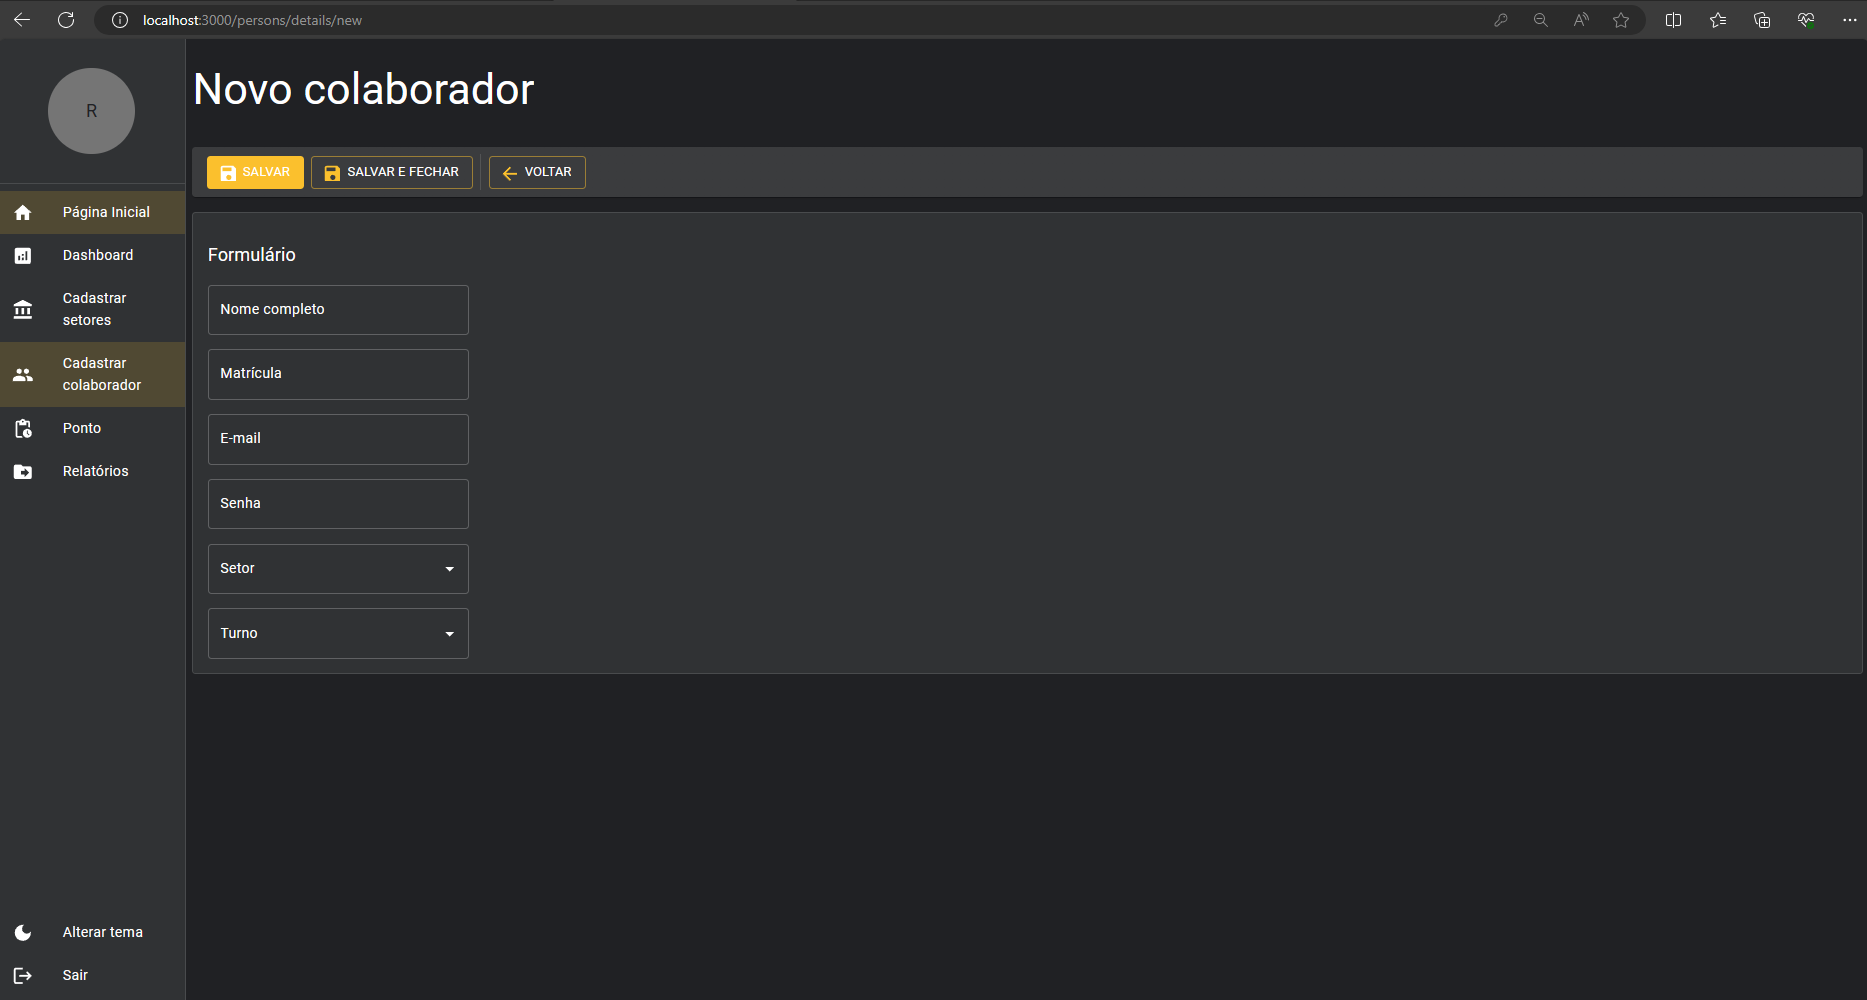 localhost:3000/persons/details/new
R
Página Inicial
Dashboard
Cadastrar
setores
Cadastrar
colaborador
Ponto
Relatórios
Alterar tema
Sair
Novo colaborador
SALVAR
SALVAR E FECHAR
VOLTAR
Formulário
Nome completo
Matrícula
E-mail
Senha
Setor
Turno